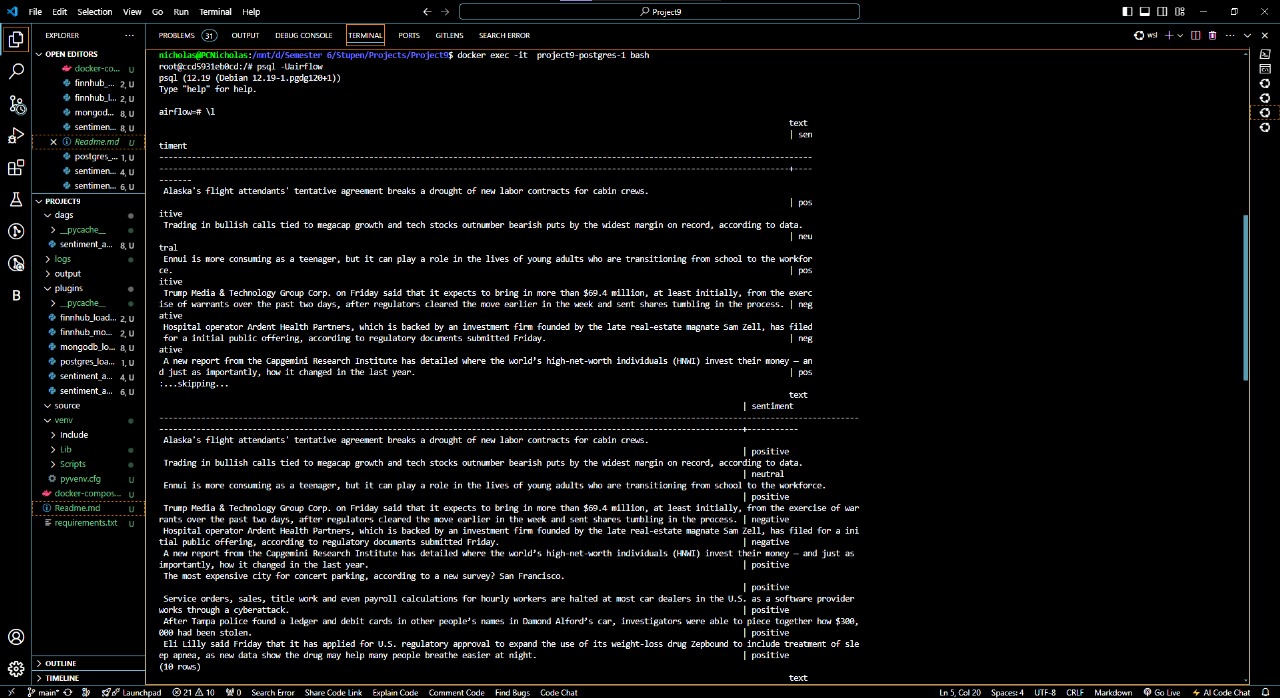 File Edit Selection View Go Run Terminal Help
Project9
EXPLORER
OPEN EDITORS
docker-co... U
finnhub_... 2, U
finnhub_l... 2, U
mongod... 8, U
sentimen... 8, U
Readme.md U
postgres_... 1, U
sentimen... 4, U
sentimen... 6, U
PROJECT9
dags
__pycache__
sentiment_a... 8, U
logs
output
plugins
__pycache__
finnhub_load... 2, U
finnhub_mo... 2, U
mongodb_lo... 8, U
postgres_loa... 1, U
sentiment_a... 4, U
sentiment_a... 6, U
source
venv
Include
Lib
Scripts
pyvenv.cfg
docker-compos... U
Readme.md U
requirements.txt U
OUTLINE
TIMELINE
PROBLEMS 31 OUTPUT DEBUG CONSOLE TERMINAL PORTS GITLENS SEARCH ERROR
wsl
nicholas@PCNicholas:/mnt/d/Semester 6/Stupen/Projects/Project9$ docker exec -it project9-postgres-1 bash
root@ccd5931eb0cd:/# psql -Uairflow
psql (12.19 (Debian 12.19-1.pgdg120+1))
Type "help" for help.
airflow=# \l
text
| sen
timent
Alaska's flight attendants' tentative agreement breaks a drought of new labor contracts for cabin crews.
| pos
itive
Trading in bullish calls tied to megacap growth and tech stocks outnumber bearish puts by the widest margin on record, according to data.
| neu
tral
Ennui is more consuming as a teenager, but it can play a role in the lives of young adults who are transitioning from school to the workfor
ce. | pos
itive
Trump Media & Technology Group Corp. on Friday said that it expects to bring in more than $69.4 million, at least initially, from the exerc
ise of warrants over the past two days, after regulators cleared the move earlier in the week and sent shares tumbling in the process. | neg
ative
Hospital operator Ardent Health Partners, which is backed by an investment firm founded by the late real-estate magnate Sam Zell, has filed
for a initial public offering, according to regulatory documents submitted Friday. | neg
ative
A new report from the Capgemini Research Institute has detailed where the world’s high-net-worth individuals (HNWI) invest their money — an
d just as importantly, how it changed in the last year. | pos
:...skipping...
text
| sentiment
Alaska's flight attendants' tentative agreement breaks a drought of new labor contracts for cabin crews.
| positive
Trading in bullish calls tied to megacap growth and tech stocks outnumber bearish puts by the widest margin on record, according to data.
| neutral
Ennui is more consuming as a teenager, but it can play a role in the lives of young adults who are transitioning from school to the workforce.
| positive
Trump Media & Technology Group Corp. on Friday said that it expects to bring in more than $69.4 million, at least initially, from the exercise of war
rants over the past two days, after regulators cleared the move earlier in the week and sent shares tumbling in the process. | negative
Hospital operator Ardent Health Partners, which is backed by an investment firm founded by the late real-estate magnate Sam Zell, has filed for a ini
tial public offering, according to regulatory documents submitted Friday. | negative
A new report from the Capgemini Research Institute has detailed where the world’s high-net-worth individuals (HNWI) invest their money — and just as
importantly, how it changed in the last year. | positive
The most expensive city for concert parking, according to a new survey? San Francisco.
| positive
Service orders, sales, title work and even payroll calculations for hourly workers are halted at most car dealers in the U.S. as a software provider
works through a cyberattack. | positive
After Tampa police found a ledger and debit cards in other people’s names in Damond Alford’s car, investigators were able to piece together how $300,
000 had been stolen. | positive
Eli Lilly said Friday that it has applied for U.S. regulatory approval to expand the use of its weight-loss drug Zepbound to include treatment of sle
ep apnea, as new data show the drug may help many people breathe easier at night. | positive
(10 rows)
text
main* Launchpad 21 10 0 Search Error Share Code Link Explain Code Comment Code Find Bugs Code Chat
Ln 5, Col 20 Spaces: 4 UTF-8 CRLF Markdown Go Live AI Code Chat